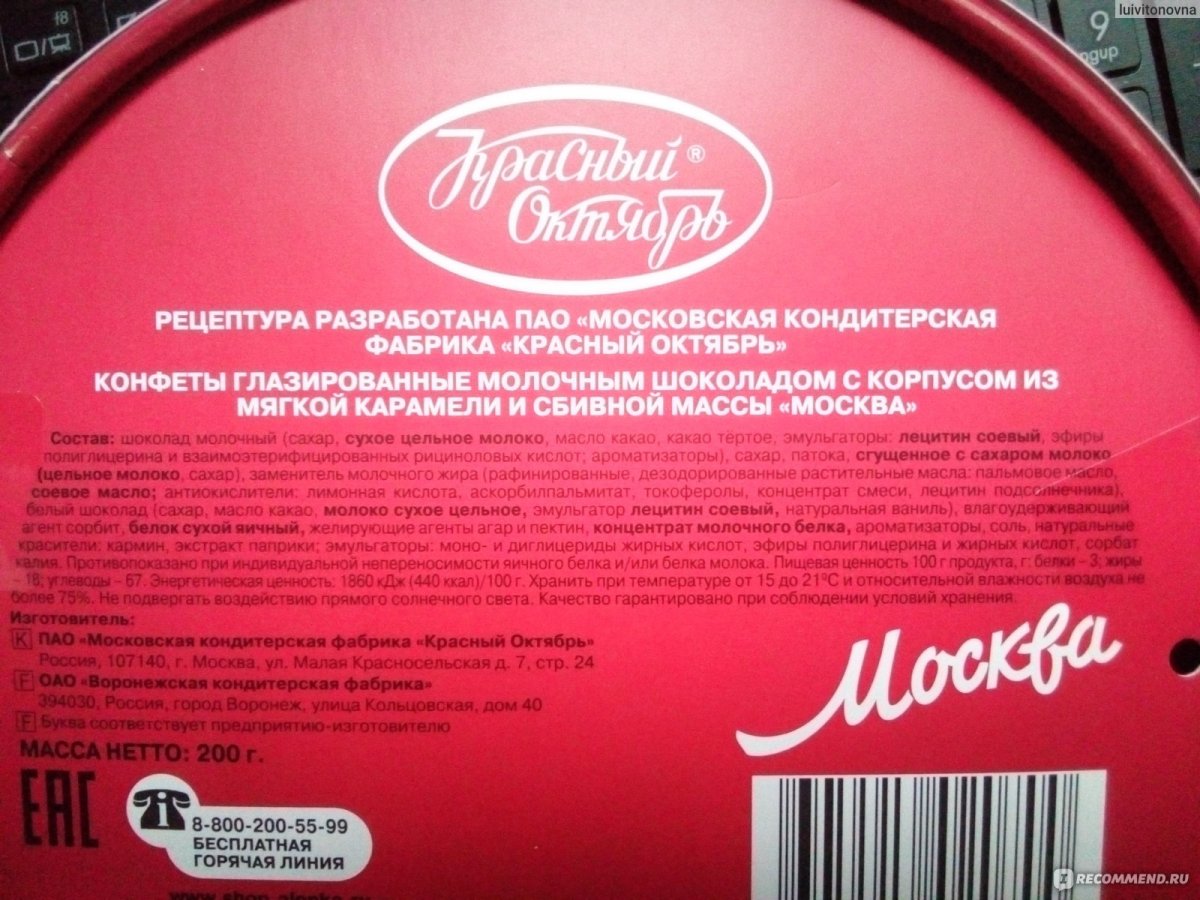 luivitonovna
f8
9
pgup
Красный ®
Октябрь
РЕЦЕПТУРА РАЗРАБОТАНА ПАО «МОСКОВСКАЯ КОНДИТЕРСКАЯ
ФАБРИКА «КРАСНЫЙ ОКТЯБРЬ»
КОНФЕТЫ ГЛАЗИРОВАННЫЕ МОЛОЧНЫМ ШОКОЛАДОМ С КОРПУСОМ ИЗ
МЯГКОЙ КАРАМЕЛИ И СБИВНОЙ МАССЫ «МОСКВА»
Состав: шоколад молочный (сахар, сухое цельное молоко, масло какао, какао тёртое, эмульгаторы: лецитин соевый, эфиры
полиглицерина и взаимоэтерифицированных рициноловых кислот; ароматизаторы), сахар, патока, сгущенное с сахаром молоко
(цельное молоко, сахар), заменитель молочного жира (рафинированные, дезодорированные растительные масла: пальмовое масло,
соевое масло; антиокислители: лимонная кислота, аскорбилпальмитат, токоферолы, концентрат смеси, лецитин подсолнечника),
белый шоколад (сахар, масло какао, молоко сухое цельное, эмульгатор лецитин соевый, натуральная ваниль), влагоудерживающий
агент сорбит, белок сухой яичный, желирующие агенты агар и пектин, концентрат молочного белка, ароматизаторы, соль, натуральные
красители: кармин, экстракт паприки; эмульгаторы: моно- и диглицериды жирных кислот, эфиры полиглицерина и жирных кислот, сорбат
калия. Противопоказано при индивидуальной непереносимости яичного белка и/или белка молока. Пищевая ценность 100 г продукта, г: белки – 3; жиры
– 18; углеводы – 67. Энергетическая ценность: 1860 кДж (440 ккал)/100 г. Хранить при температуре от 15 до 21°С и относительной влажности воздуха не
более 75%. Не подвергать воздействию прямого солнечного света. Качество гарантировано при соблюдении условий хранения.
Изготовитель:
К ПАО «Московская кондитерская фабрика «Красный Октябрь»
Россия, 107140, г. Москва, ул. Малая Красносельская д. 7, стр. 24
F ОАО «Воронежская кондитерская фабрика»
394030, Россия, город Воронеж, улица Кольцовская, дом 40
F Буква соответствует предприятию-изготовителю
МАССА НЕТТО: 200 г.
Москва
EAC
8-800-200-55-99
БЕСПЛАТНАЯ
ГОРЯЧАЯ ЛИНИЯ
RECOMMEND.RU